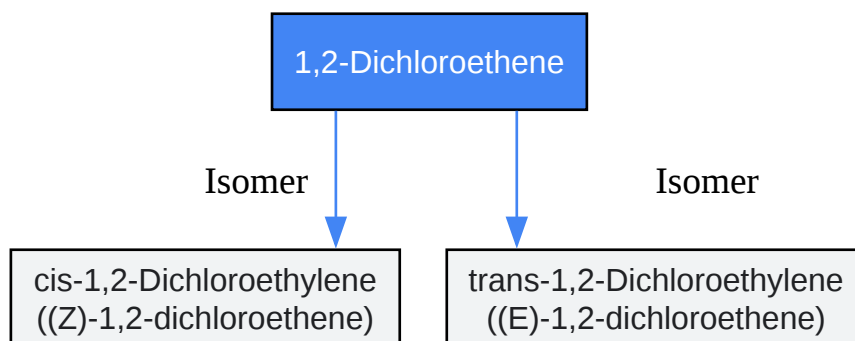 1,2-Dichloroethene
Isomer
Isomer
cis-1,2-Dichloroethylene
((Z)-1,2-dichloroethene)
trans-1,2-Dichloroethylene
((E)-1,2-dichloroethene)